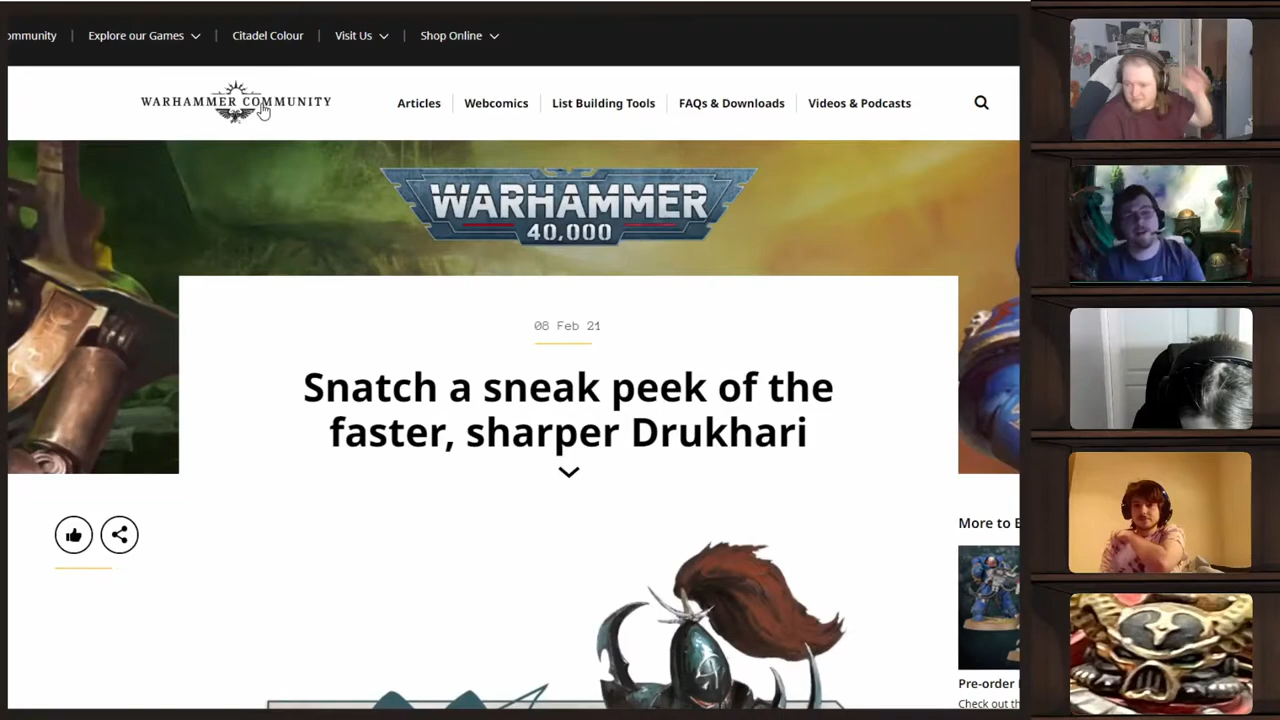 ommunity
Explore our Games
Citadel Colour
Visit Us
Shop Online
WARHAMMER COMMUNITY
Articles
Webcomics
List Building Tools
FAQs & Downloads
Videos & Podcasts
WARHAMMER
40,000
08 Feb 21
Snatch a sneak peek of the
faster, sharper Drukhari
More to E
Pre-order
Check out th